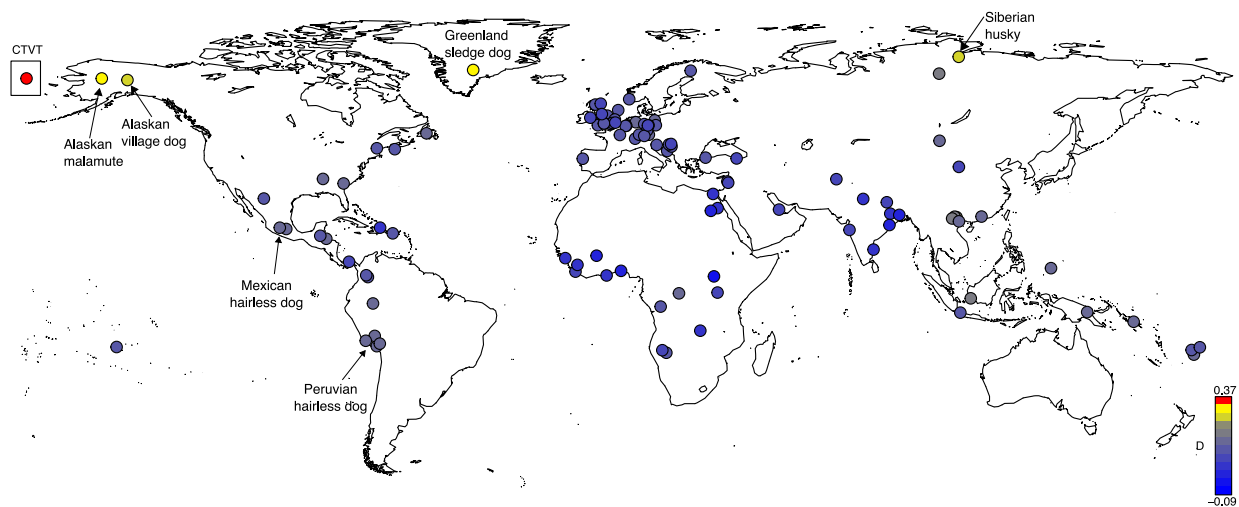 CTVT
Alaskan
malamute
Alaskan
village dog
Greenland
sledge dog
Siberian
husky
Mexican
hairless dog
Peruvian
hairless dog
0.37
D
−0.09